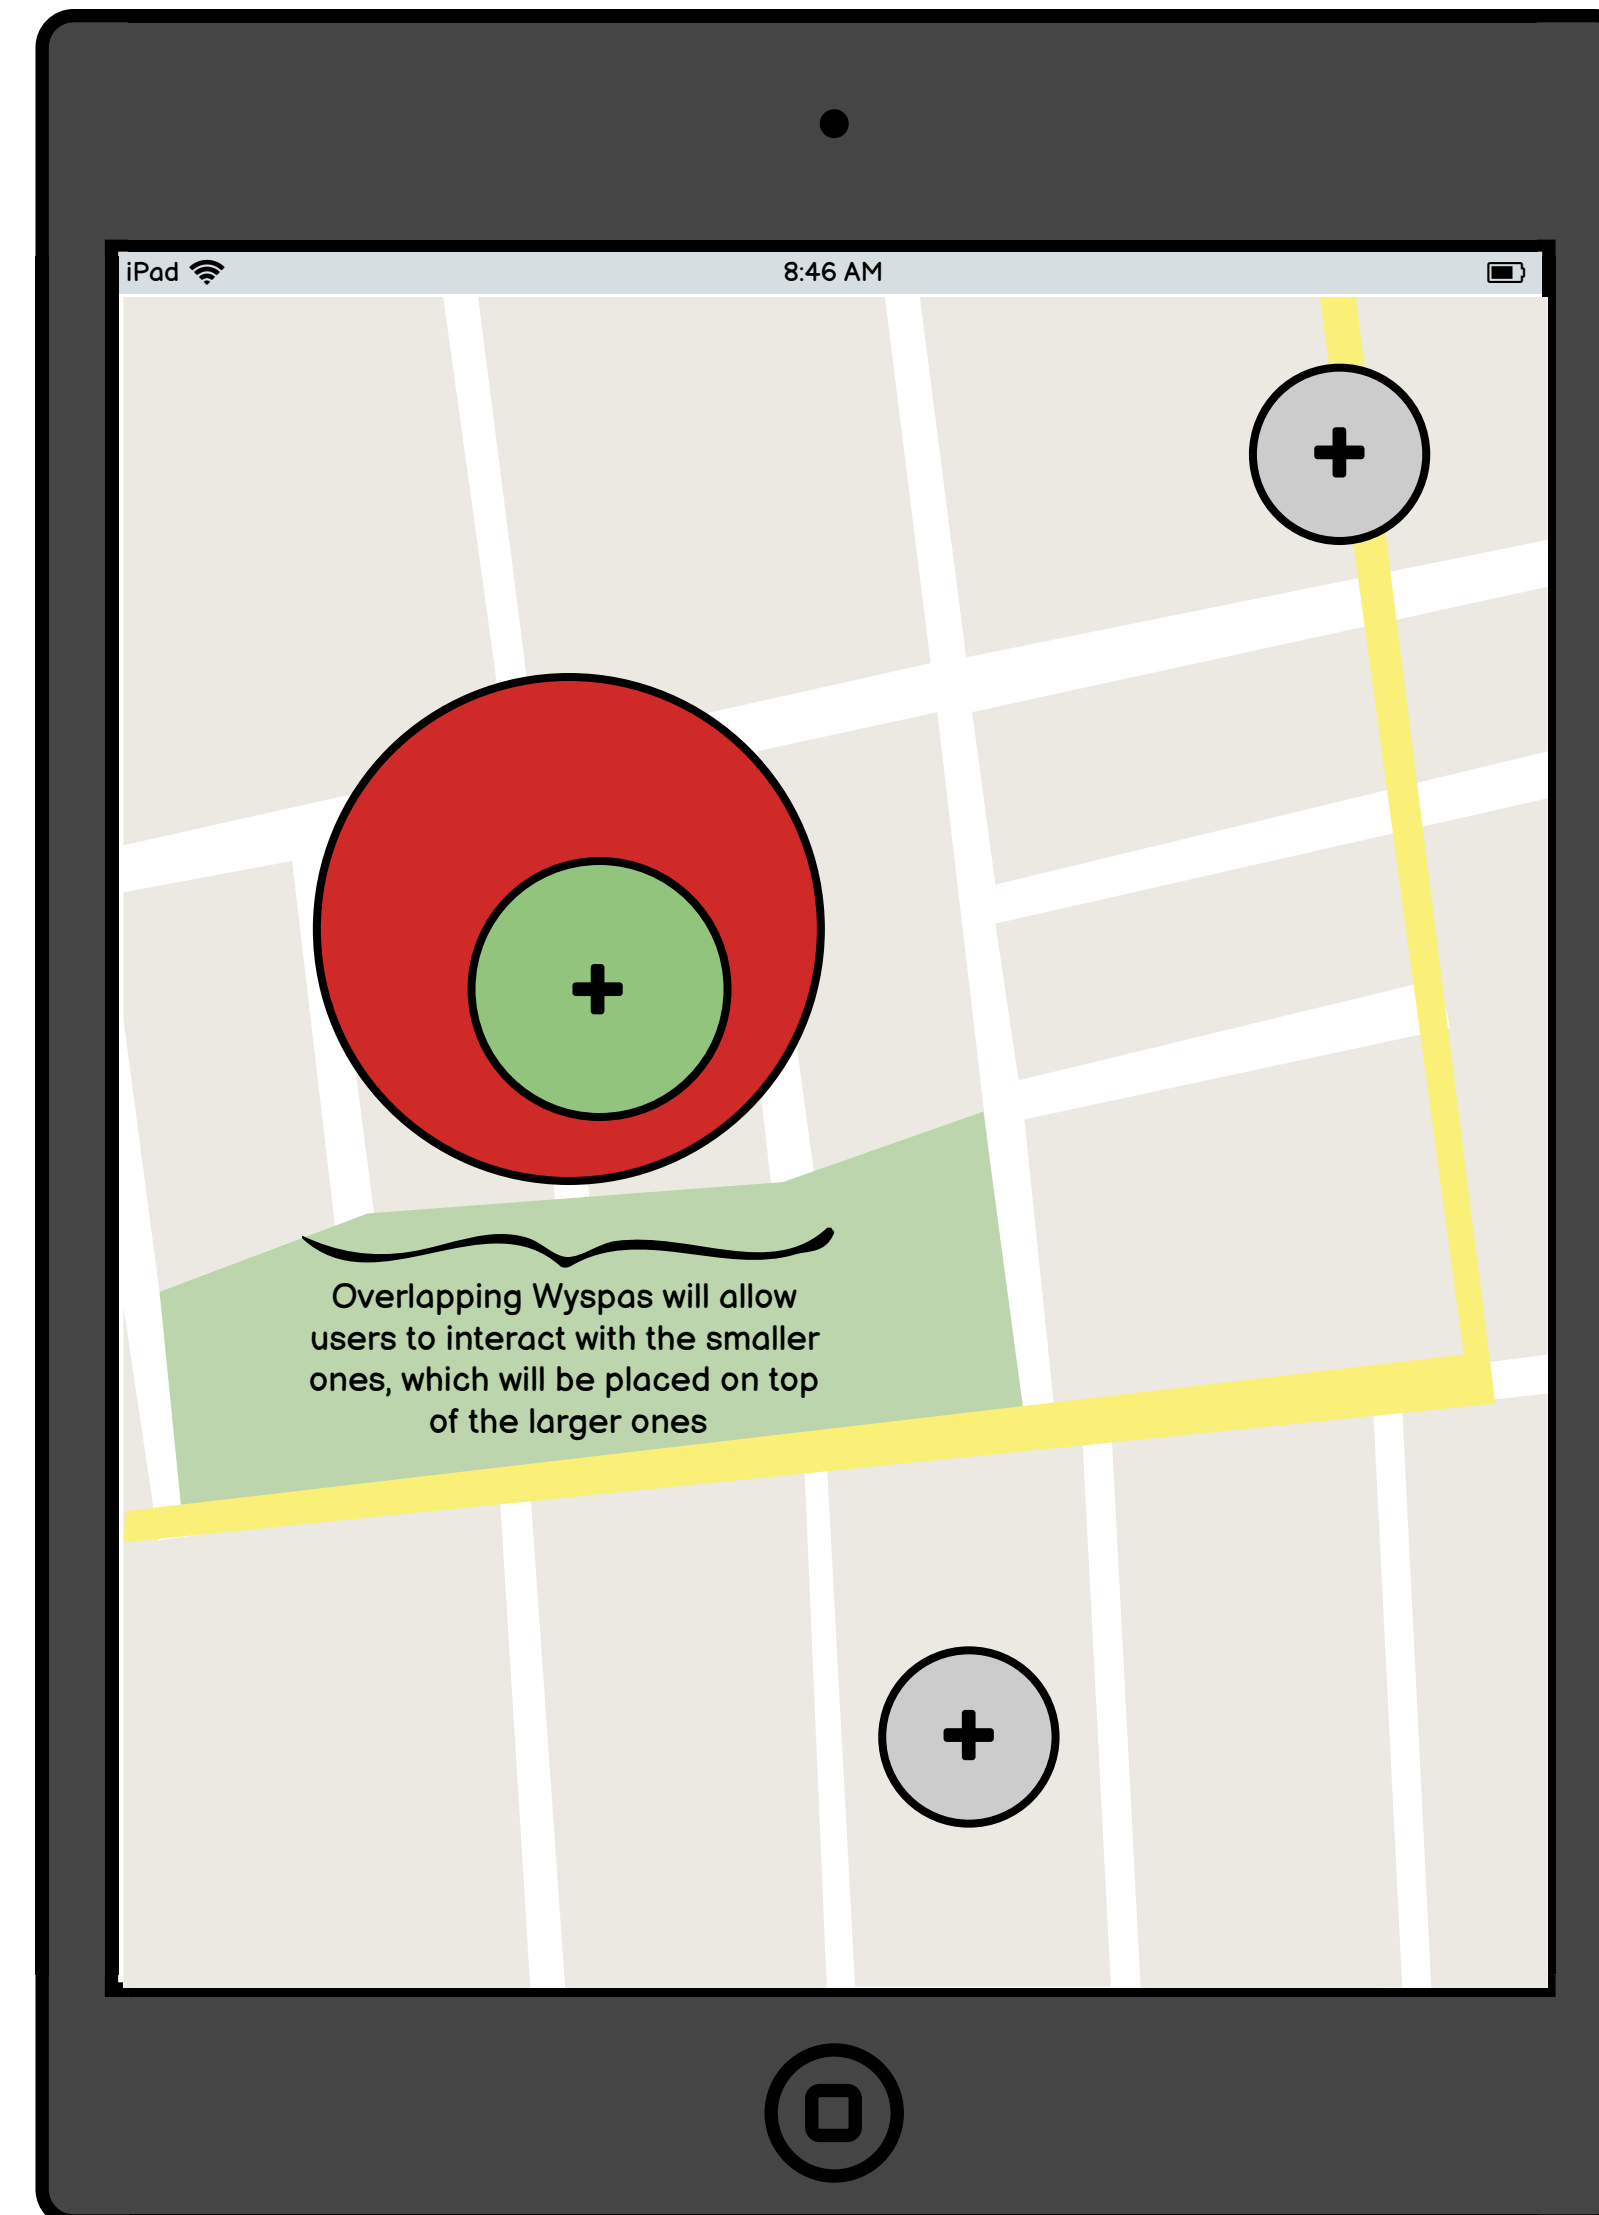 iPad 8:46 AM
Overlapping Wyspas will allow
users to interact with the smaller
ones, which will be placed on top
of the larger ones